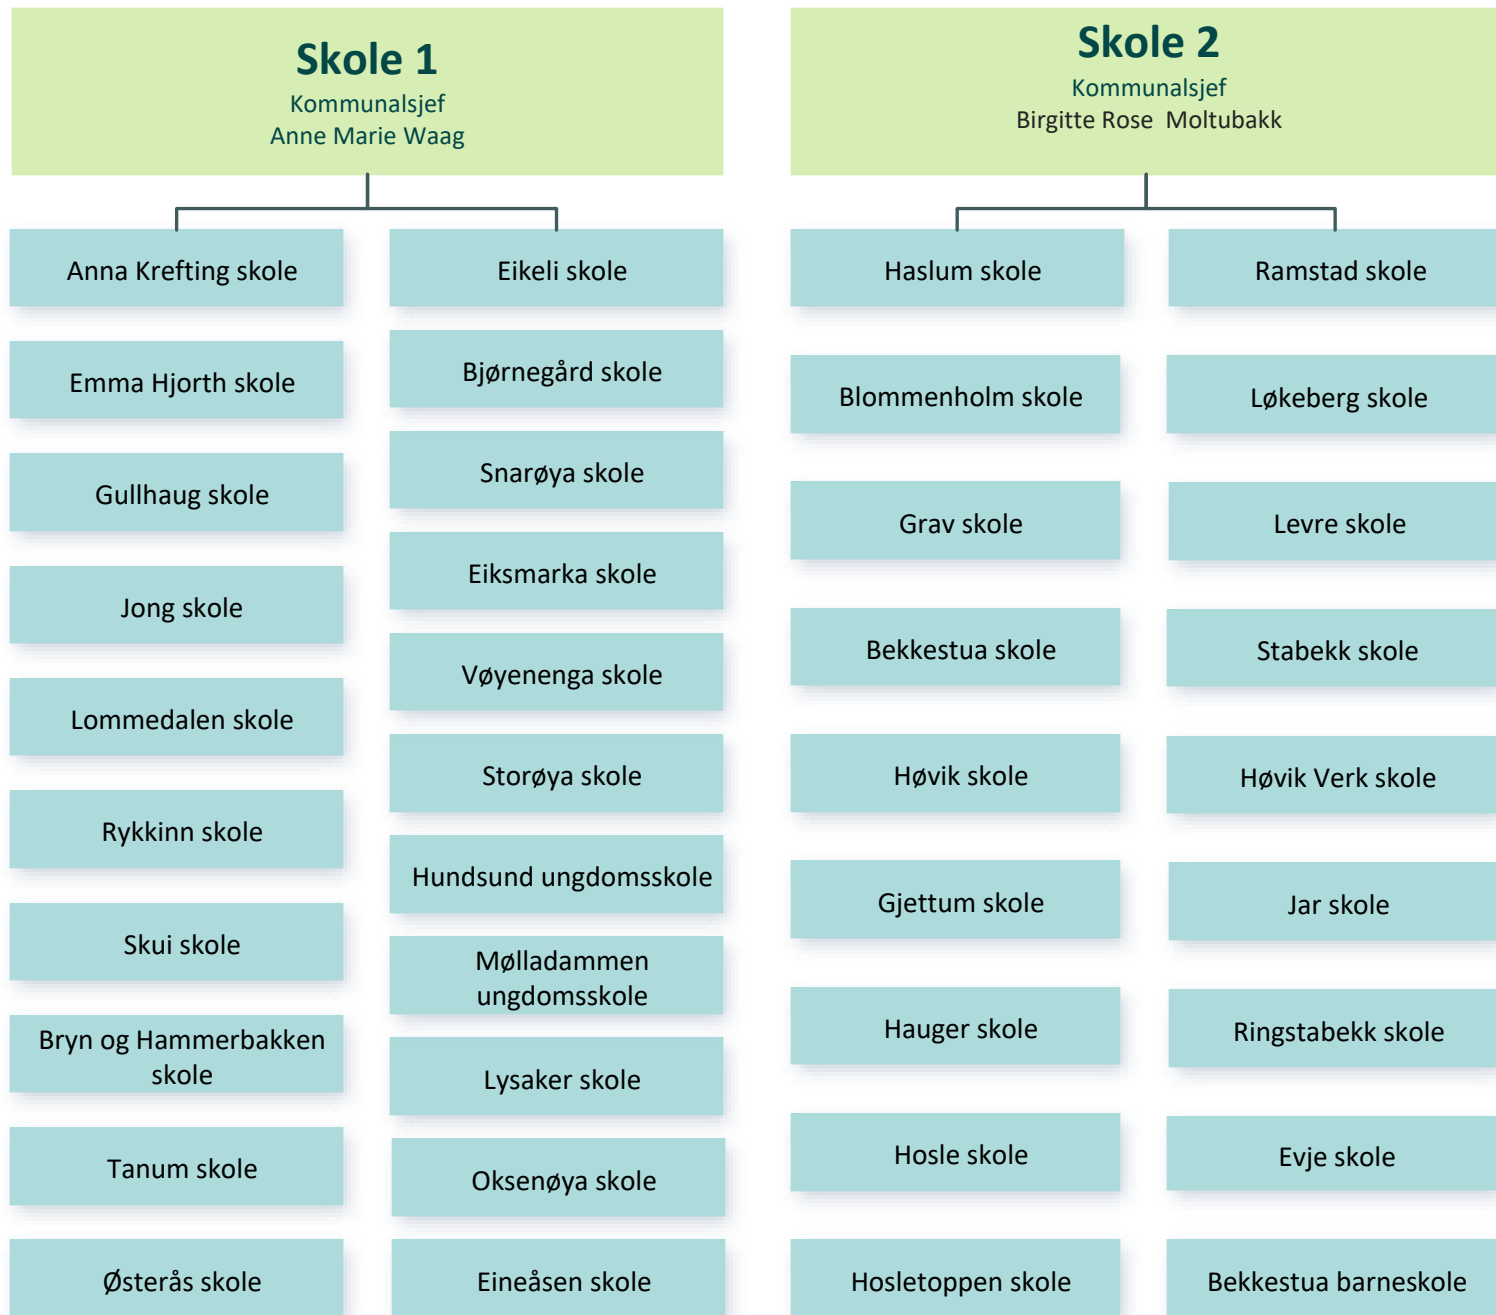 Skole 1
Kommunalsjef
Anne Marie Waag
Anna Krefting skole
Emma Hjorth skole
Gullhaug skole
Jong skole
Lommedalen skole
Rykkinn skole
Skui skole
Bryn og Hammerbakken
skole
Tanum skole
Østerås skole
Eikeli skole
Bjørnegård skole
Snarøya skole
Eiksmarka skole
Vøyenenga skole
Storøya skole
Hundsund ungdomsskole
Mølladammen
ungdomsskole
Lysaker skole
Oksenøya skole
Eineåsen skole
Skole 2
Kommunalsjef
Birgitte Rose  Moltubakk
Haslum skole
Blommenholm skole
Grav skole
Bekkestua skole
Høvik skole
Gjettum skole
Hauger skole
Hosle skole
Hosletoppen skole
Ramstad skole
Løkeberg skole
Levre skole
Stabekk skole
Høvik Verk skole
Jar skole
Ringstabekk skole
Evje skole
Bekkestua barneskole